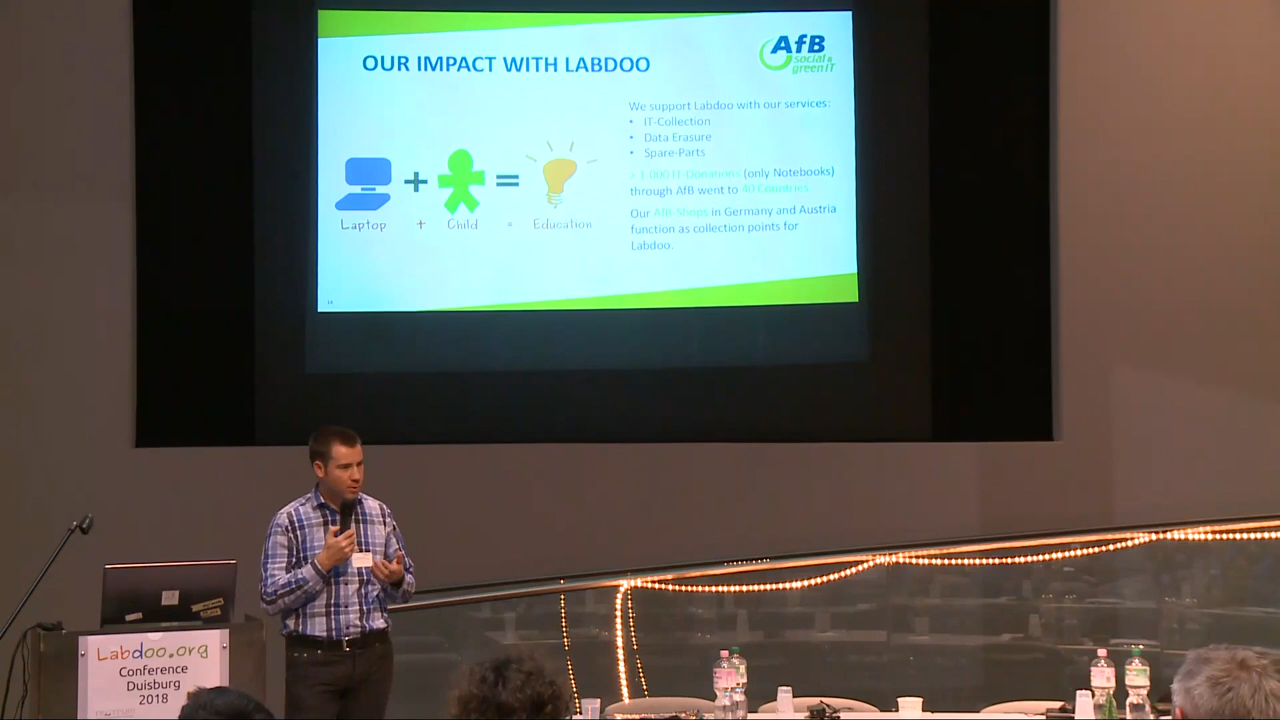 OUR IMPACT WITH LABDOO
AfB
social &
green IT
We support Labdoo with our services:
• IT-Collection
• Data Erasure
• Spare-Parts
> 1.000 IT-Donations (only Notebooks)
through AfB went to 40 Countries.
Our AfB-Shops in Germany and Austria
function as collection points for
Labdoo.
+ =
Laptop + Child = Education
Labdoo.org
Conference
Duisburg
2018